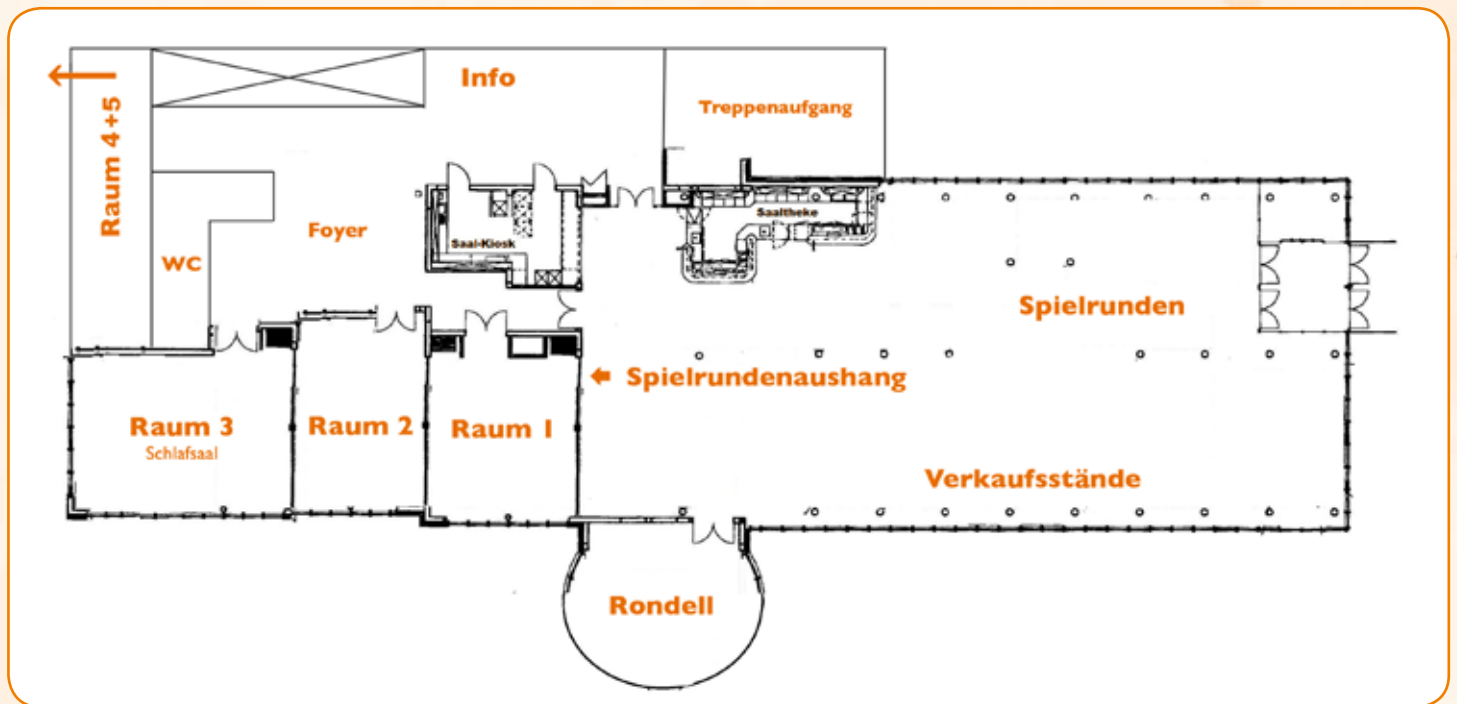 Info
Treppenaufgang
Raum 4+5
Saaltheke
Foyer
Saal-Kiosk
WC
Spielrunden
Spielrundenaushang
Raum 3
Schlafsaal
Raum 2
Raum 1
Verkaufsstände
Rondell